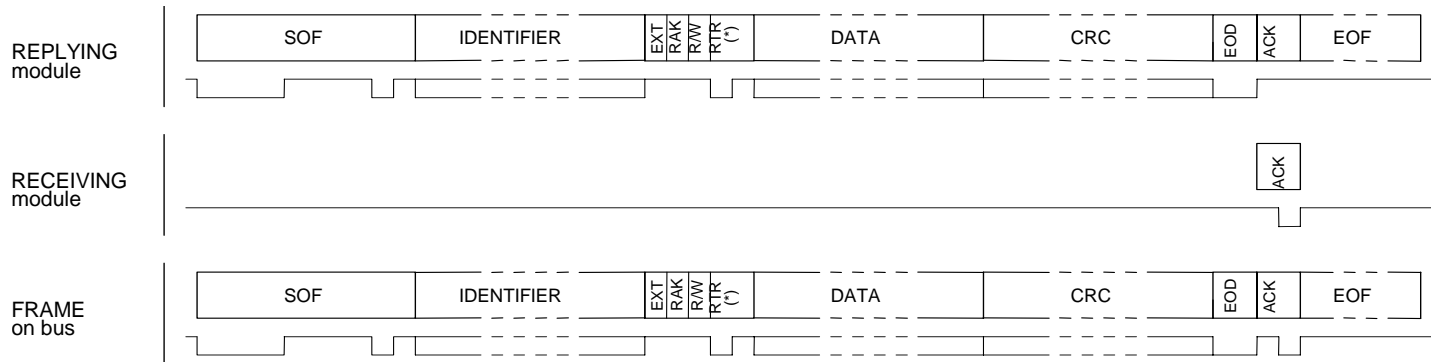 REPLYING
module
SOF
IDENTIFIER
EXT
RAK
R/W
RTR
(*)
DATA
CRC
EOD
ACK
EOF
RECEIVING
module
ACK
FRAME
on bus
SOF
IDENTIFIER
EXT
RAK
R/W
RTR
(*)
DATA
CRC
EOD
ACK
EOF